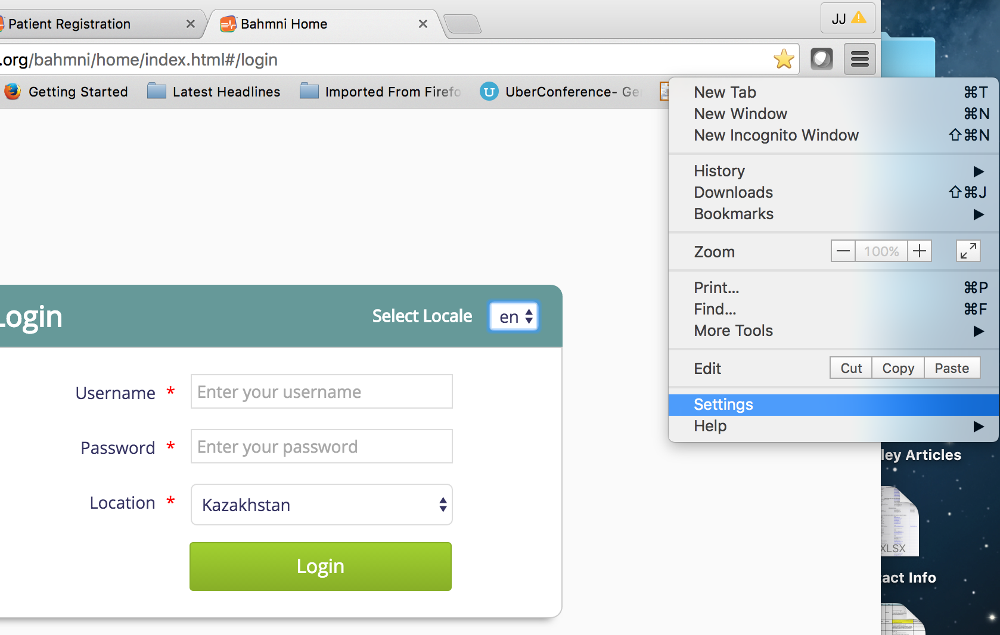 Patient Registration
Bahmni Home
JJ
.org/bahmni/home/index.html#/login
Getting Started
Latest Headlines
Imported From Firefo
UberConference- Ge
New Tab ⌘T
New Window ⌘N
New Incognito Window ⇧⌘N
History
Downloads ⇧⌘J
Bookmarks
Zoom — 100% +
Print... ⌘P
Find... ⌘F
More Tools
Edit Cut Copy Paste
Settings
Help
Login
Select Locale en
Username * Enter your username
Password * Enter your password
Location * Kazakhstan
Login
ley Articles
XLSX
tact Info